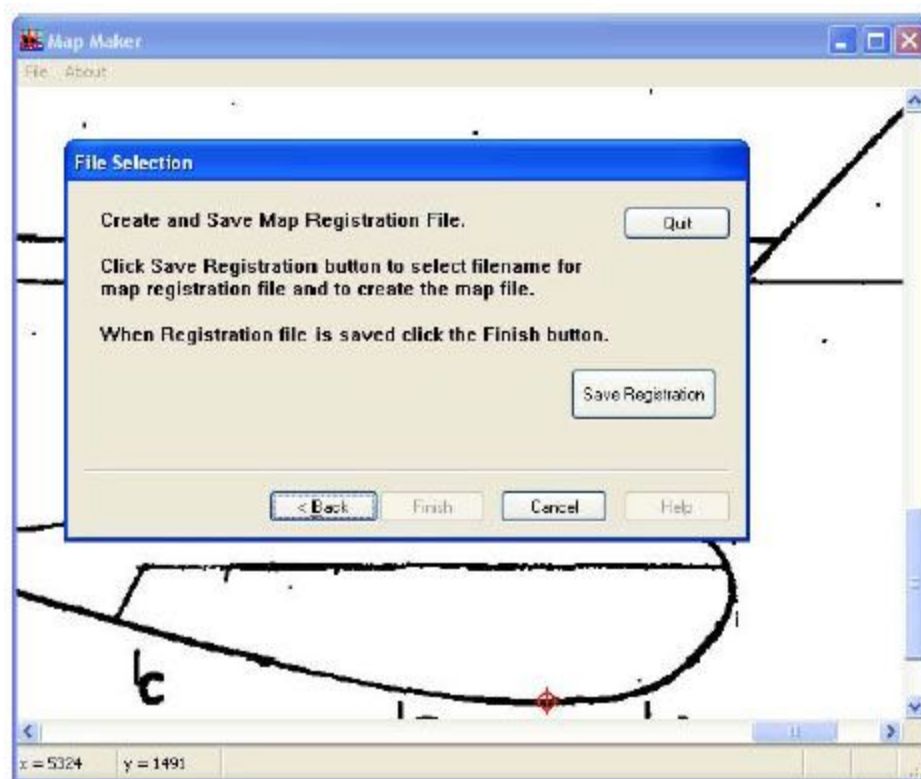 Map Maker
File About
File Selection
Create and Save Map Registration File.
Quit
Click Save Registration button to select filename for
map registration file and to create the map file.
When Registration file is saved click the Finish button.
Save Registration
< Back Finish Cancel Help
c
x = 5324 y = 1491